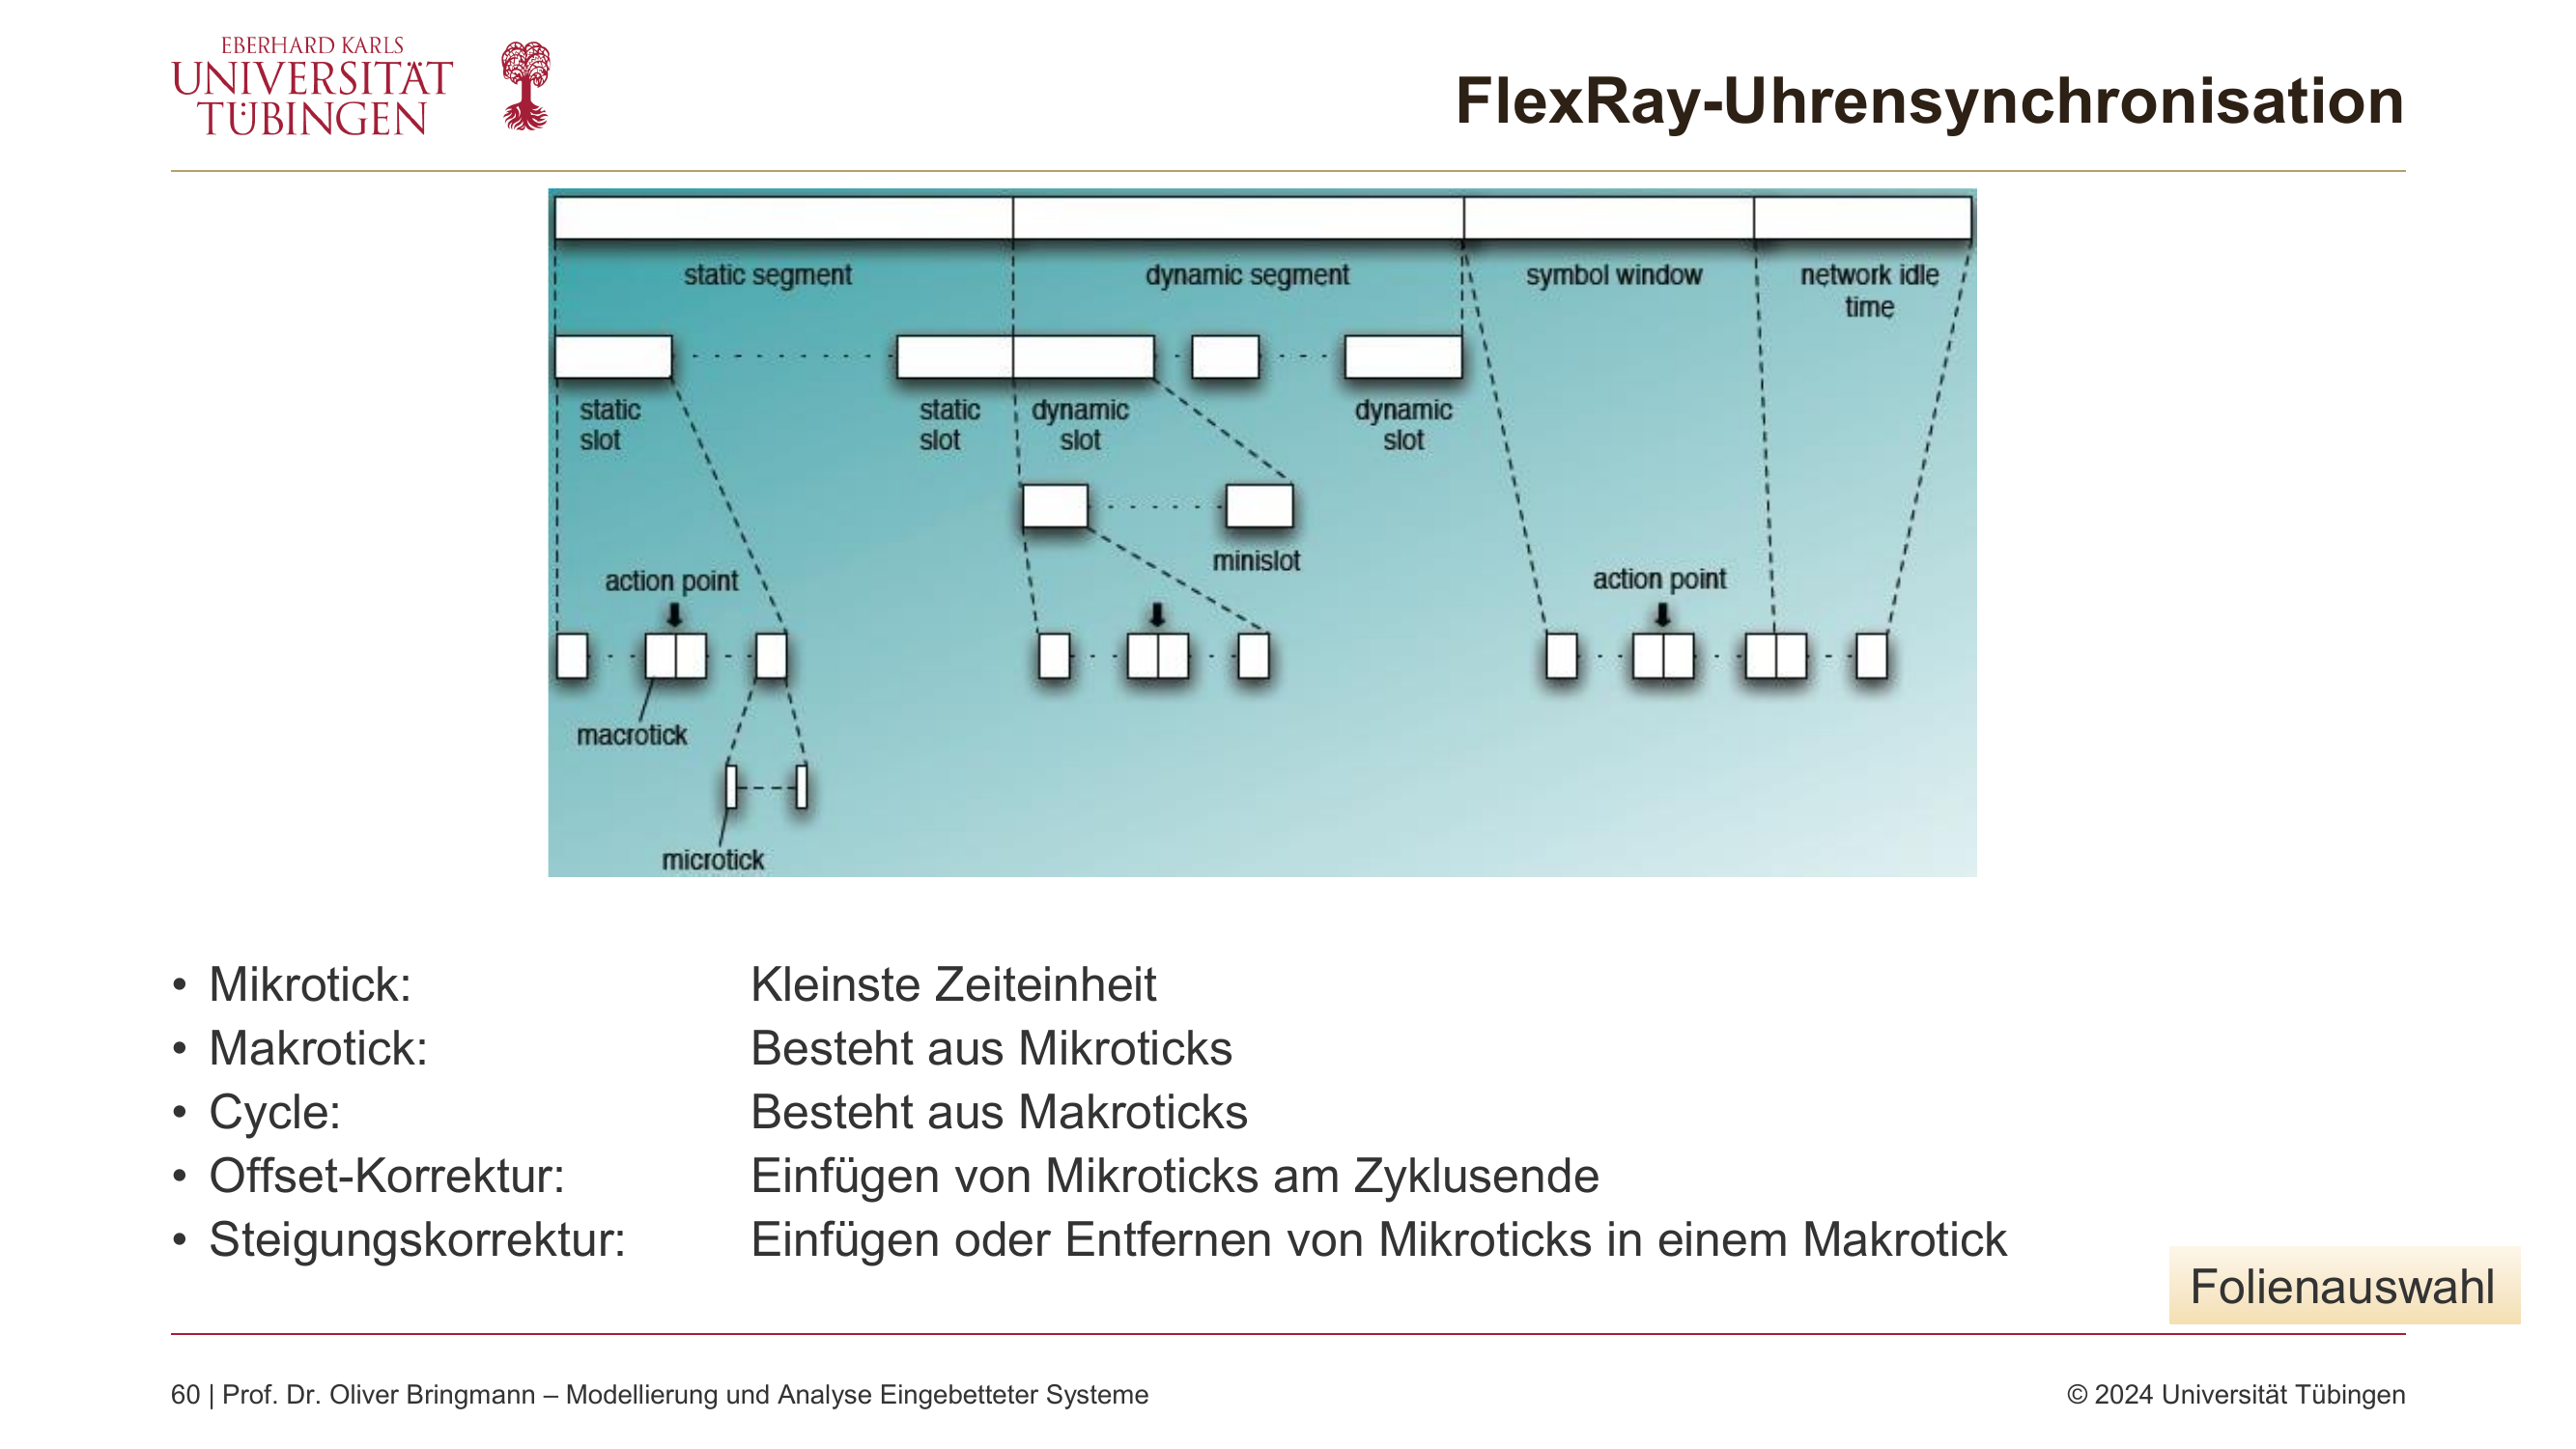 EBERHARD KARLS
UNIVERSITÄT
TÜBINGEN
FlexRay-Uhrensynchronisation
static segment
dynamic segment
symbol window
network idle
time
static
slot
static
slot
dynamic
slot
dynamic
slot
minislot
action point
action point
macrotick
microtick
• Mikrotick: Kleinste Zeiteinheit
• Makrotick: Besteht aus Mikroticks
• Cycle: Besteht aus Makroticks
• Offset-Korrektur: Einfügen von Mikroticks am Zyklusende
• Steigungskorrektur: Einfügen oder Entfernen von Mikroticks in einem Makrotick
Folienauswahl
60 | Prof. Dr. Oliver Bringmann – Modellierung und Analyse Eingebetteter Systeme
© 2024 Universität Tübingen